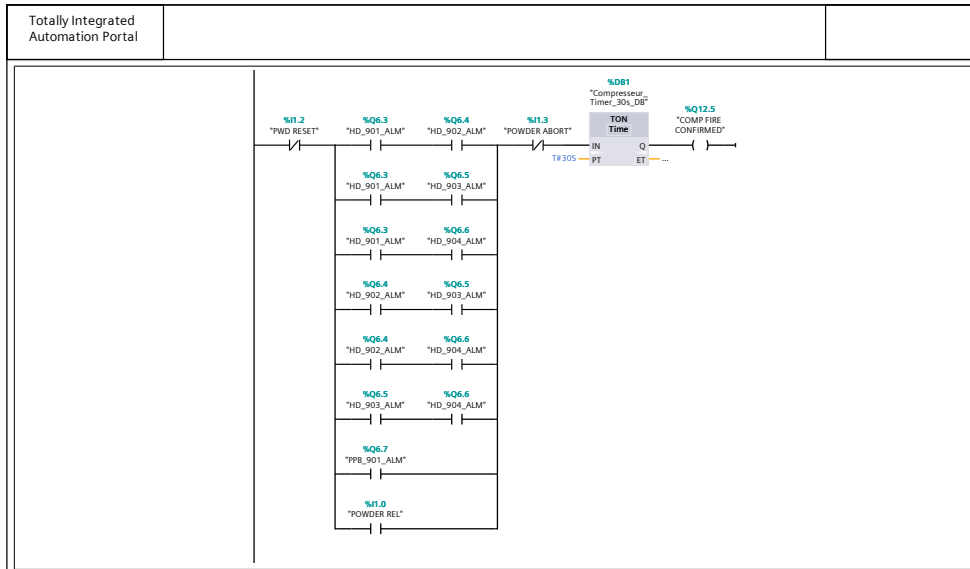 Totally Integrated
Automation Portal
%DB1
"Compresseur_
Timer_30s_DB"
%I1.2
"PWD RESET"
%Q6.3
"HD_901_ALM"
%Q6.4
"HD_902_ALM"
%I1.3
"POWDER ABORT"
TON
Time
IN
Q
T#30S
PT
ET
...
%Q12.5
"COMP FIRE
CONFIRMED"
%Q6.3
"HD_901_ALM"
%Q6.5
"HD_903_ALM"
%Q6.3
"HD_901_ALM"
%Q6.6
"HD_904_ALM"
%Q6.4
"HD_902_ALM"
%Q6.5
"HD_903_ALM"
%Q6.4
"HD_902_ALM"
%Q6.6
"HD_904_ALM"
%Q6.5
"HD_903_ALM"
%Q6.6
"HD_904_ALM"
%Q6.7
"PPB_901_ALM"
%I1.0
"POWDER REL"